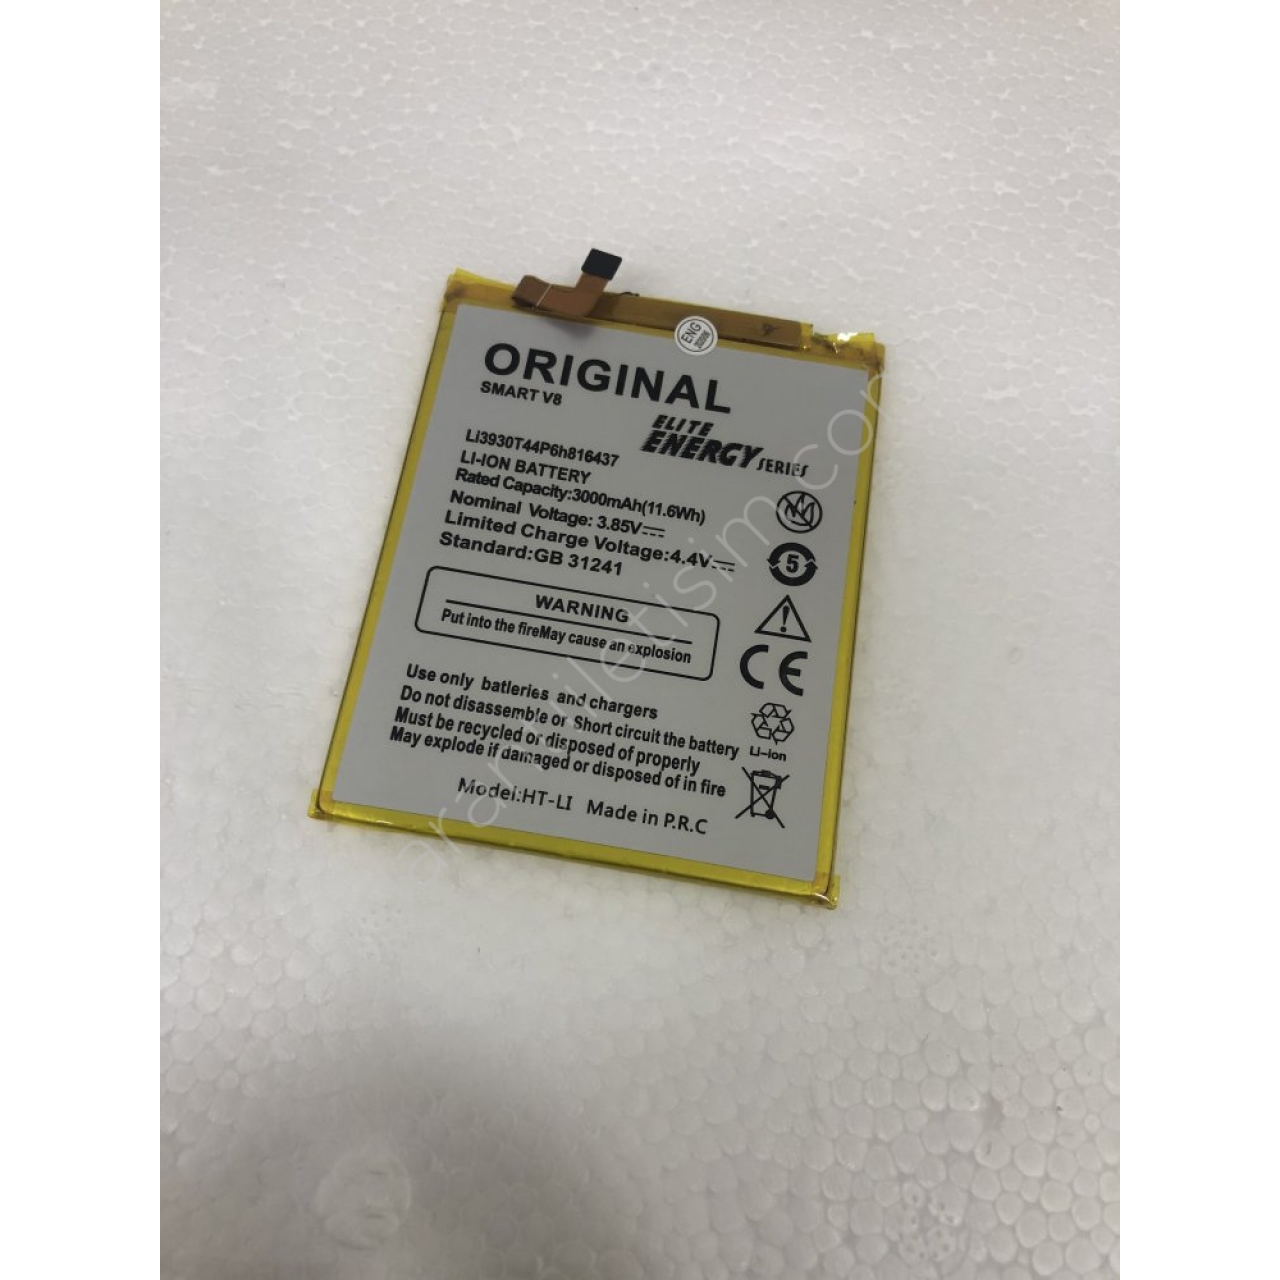 ENG
ORIGINAL
SMART V8
ELITE
ENERGY SERIES
Li3930T44P6h816437
LI-ION BATTERY
Rated Capacity:3000mAh(11.6Wh)
Nominal Voltage: 3.85V
Limited Charge Voltage:4.4V
Standard:GB 31241
5
WARNING
Put into the fireMay cause an explosion
CE
Use only batleries and chargers
Do not disassemble or Short circuit the battery
Must be recycled or disposed of properly
May explode if damaged or disposed of in fire
Li-ion
Model:HT-LI Made in P.R.C